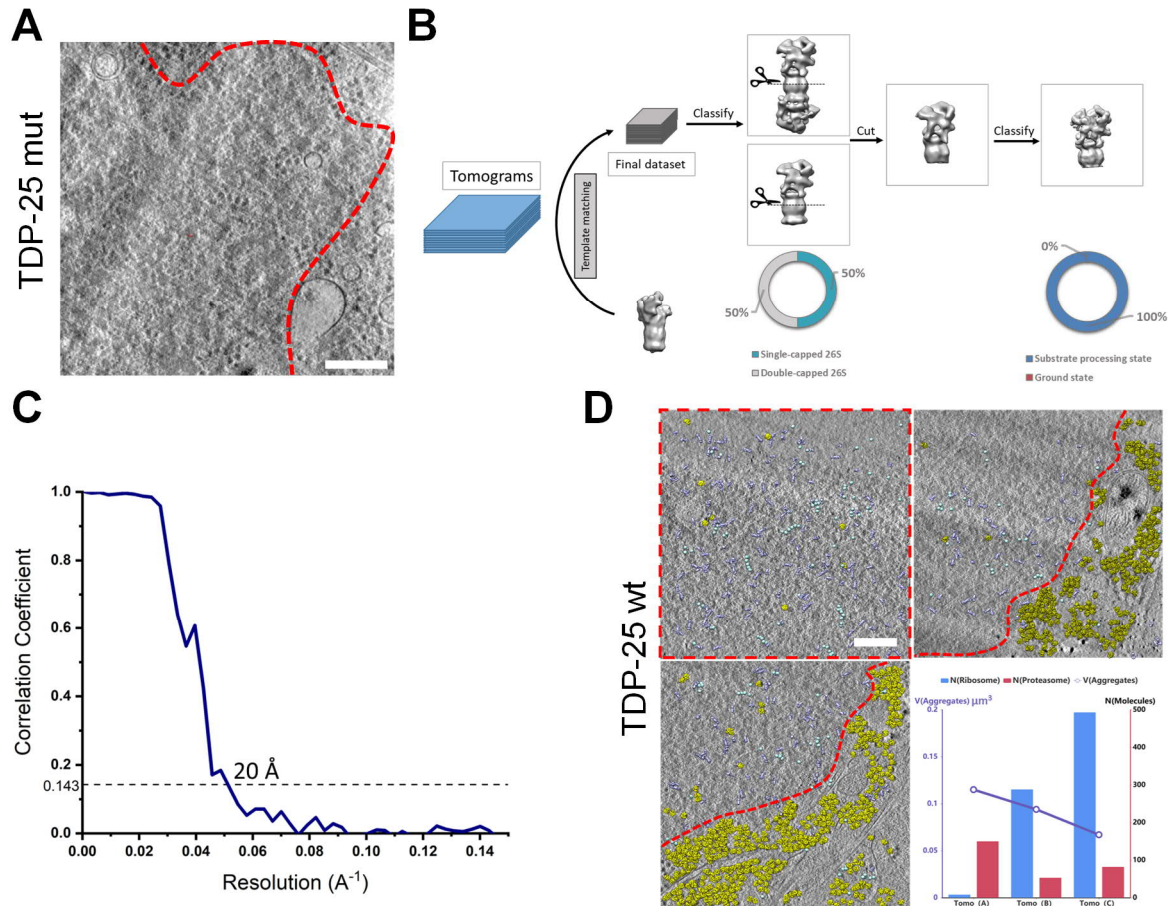 A
TDP-25 mut
B
Tomograms
Template matching
Final dataset
Classify
Cut
Classify
50%
50%
Single-capped 26S
Double-capped 26S
0%
100%
Substrate processing state
Ground state
C
Correlation Coefficient
1.0
0.8
0.6
0.4
0.2
0.143
0.0
20 Å
0.00
0.02
0.04
0.06
0.08
0.10
0.12
0.14
Resolution (A⁻¹)
D
TDP-25 wt
N(Ribosome)
N(Proteasome)
V(Aggregates)
V(Aggregates) μm³
N(Molecules)
0.2
0.15
0.1
0.05
0
500
400
300
200
100
0
Tomo (A)
Tomo (B)
Tomo (C)